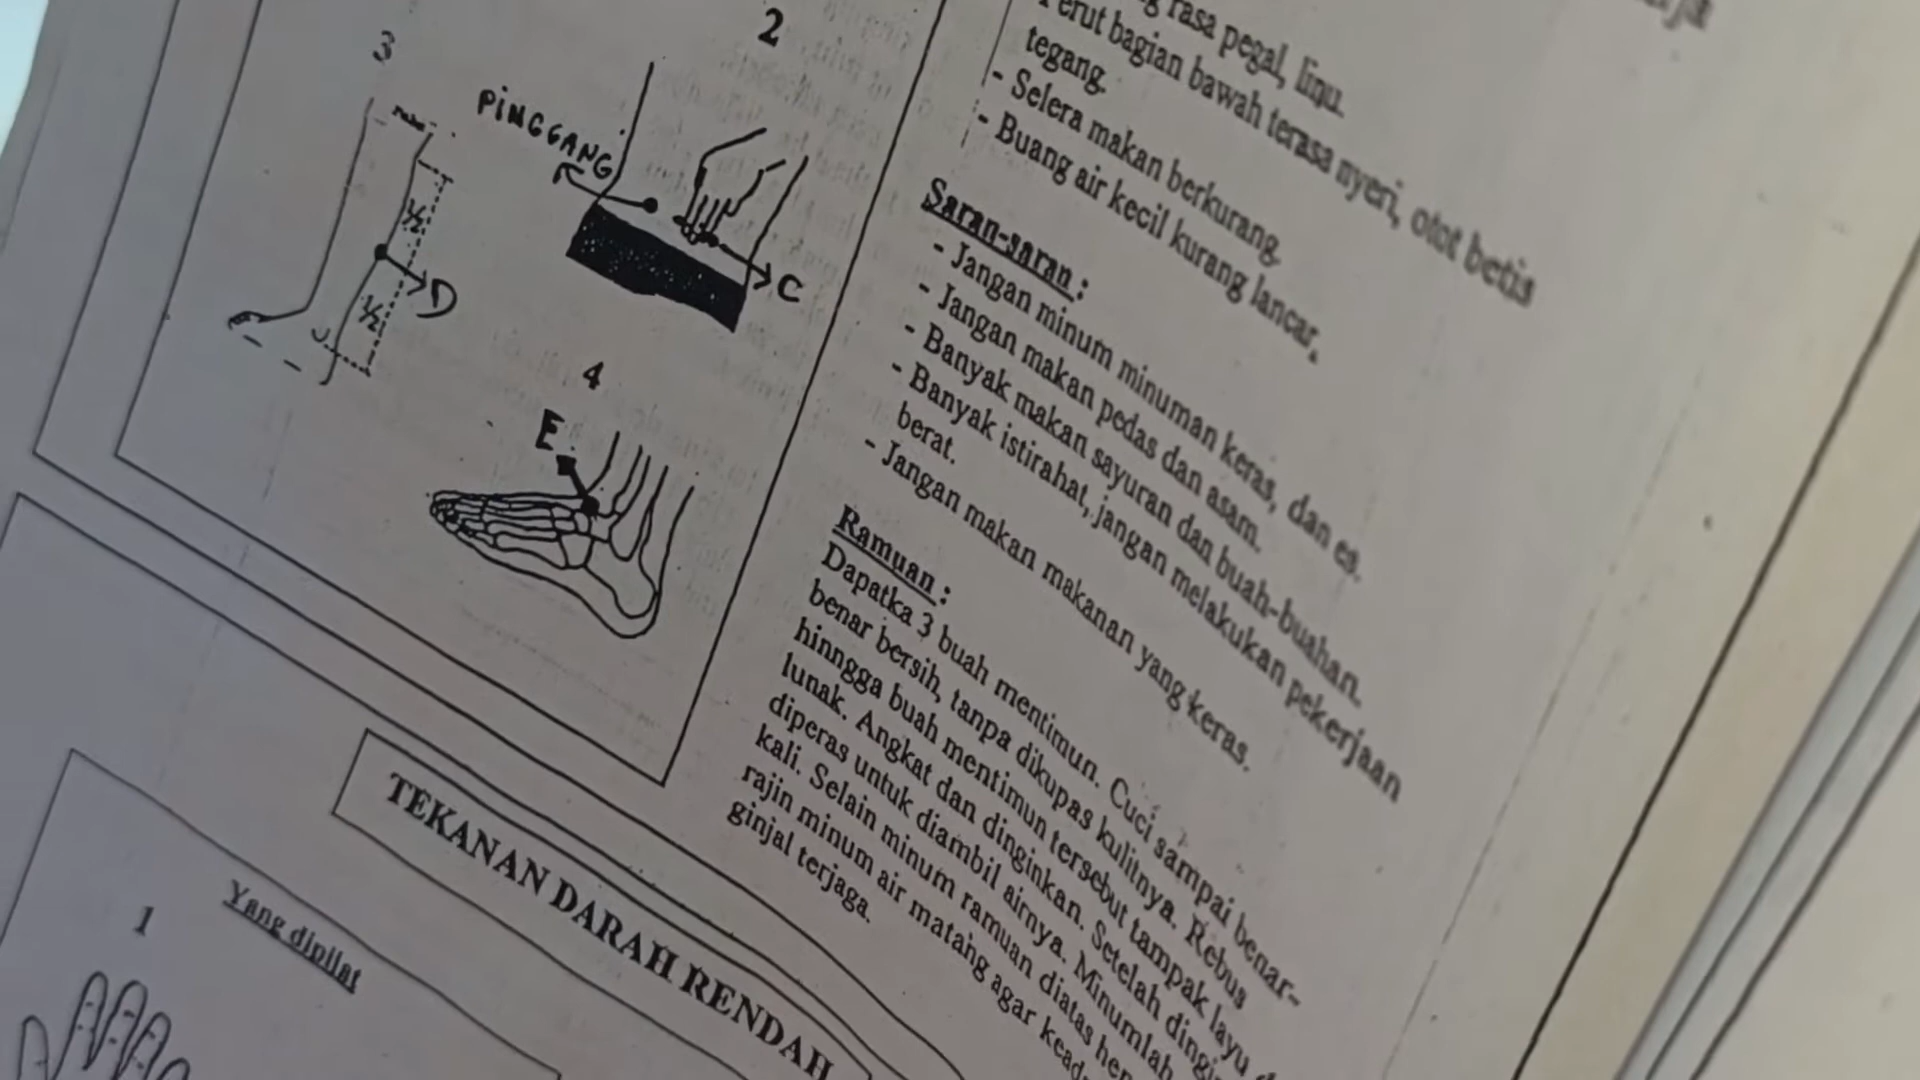 2
3
PINGGANG
½
½
D
C
4
E
rasa pegal, linu.
Perut bagian bawah terasa nyeri, otot betis
tegang.
- Selera makan berkurang.
- Buang air kecil kurang lancar,
Saran-saran :
- Jangan minum minuman keras, dan es.
- Jangan makan pedas dan asam.
- Banyak makan sayuran dan buah-buahan.
- Banyak istirahat, jangan melakukan pekerjaan
berat.
- Jangan makan makanan yang keras.
Ramuan :
Dapatka 3 buah mentimun. Cuci sampai benar-
benar bersih, tanpa dikupas kulitnya. Rebus
hinngga buah mentimun tersebut tampak layu
lunak. Angkat dan dinginkan. Setelah
diperas untuk diambil airnya. Minumlah
kali. Selain minum ramuan diatas
rajin minum air matang agar
ginjal terjaga.
TEKANAN DARAH RENDAH
Yang dipijat
1